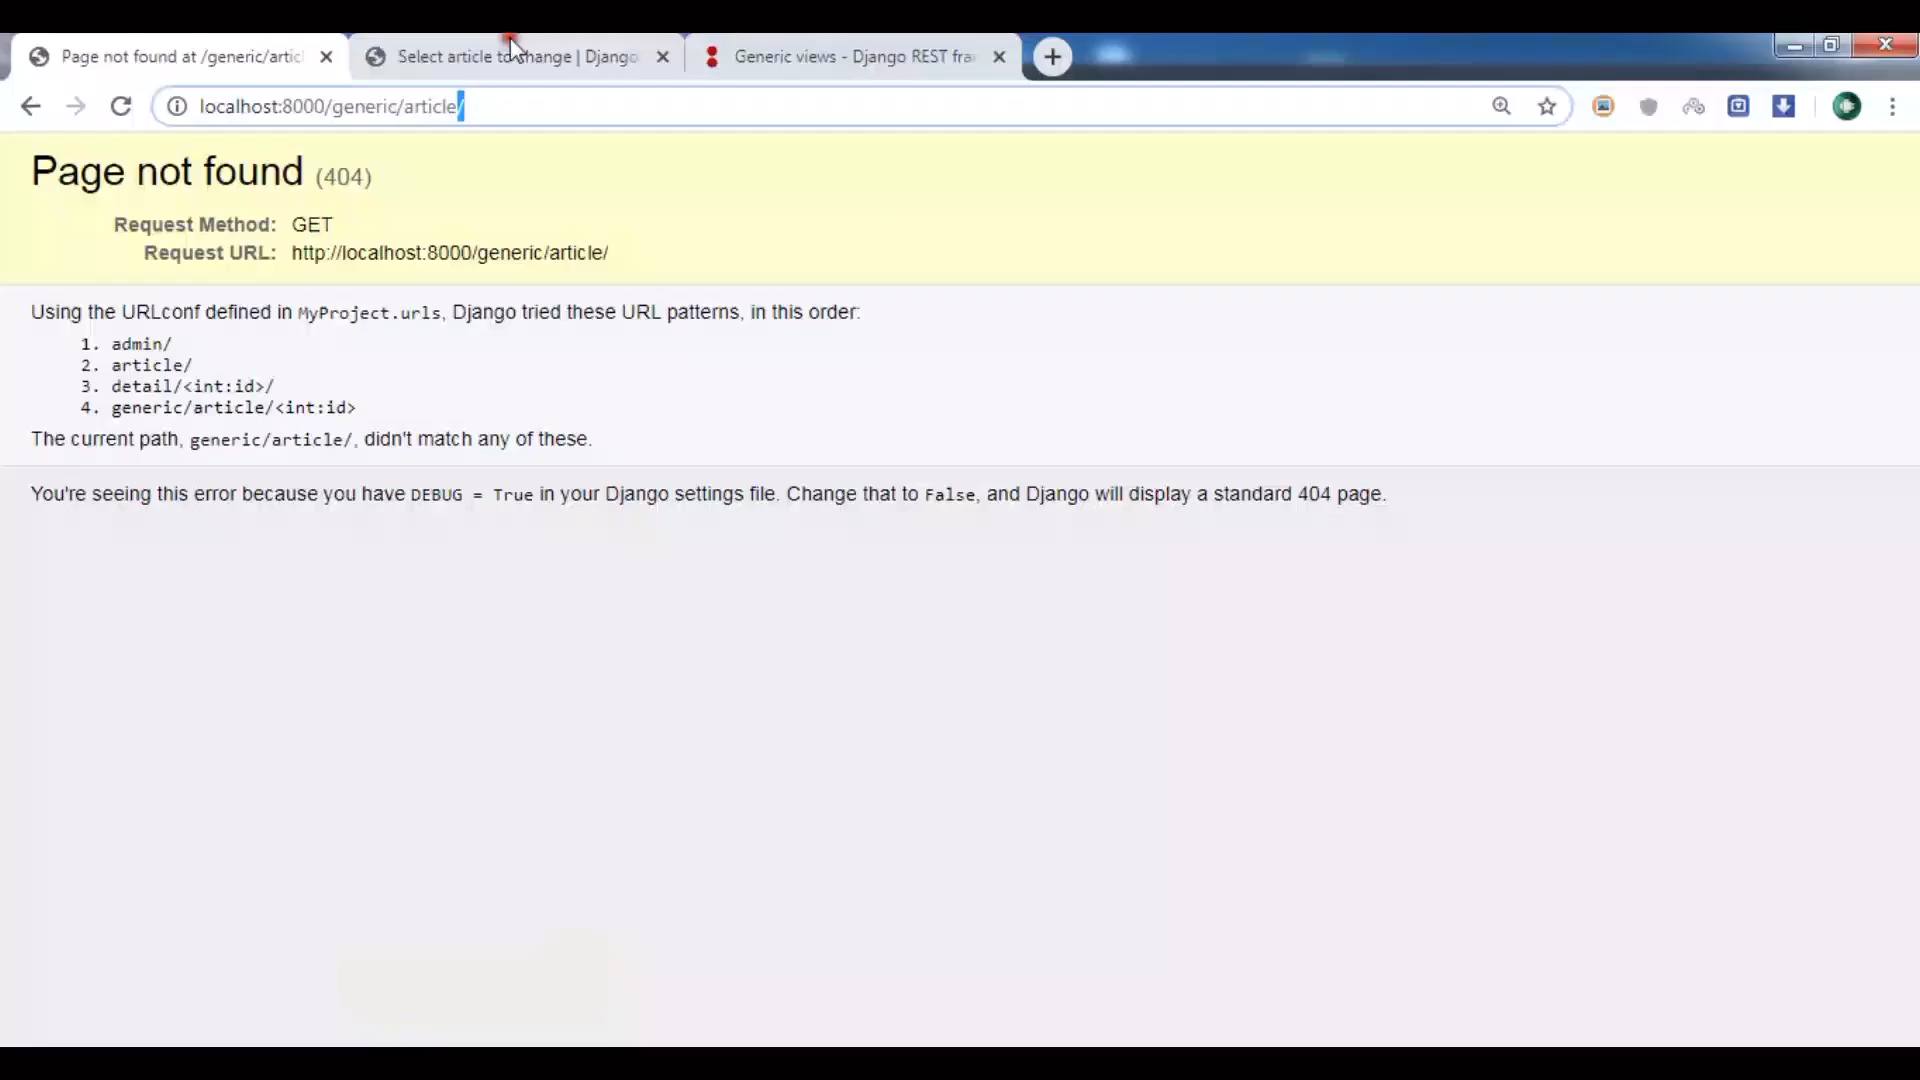 Page not found at /generic/artic
Select article to change | Django
Generic views - Django REST fra
localhost:8000/generic/article/
Page not found (404)
Request Method: GET
Request URL: http://localhost:8000/generic/article/
Using the URLconf defined in MyProject.urls, Django tried these URL patterns, in this order:
1. admin/
2. article/
3. detail/<int:id>/
4. generic/article/<int:id>
The current path, generic/article/, didn't match any of these.
You're seeing this error because you have DEBUG = True in your Django settings file. Change that to False, and Django will display a standard 404 page.